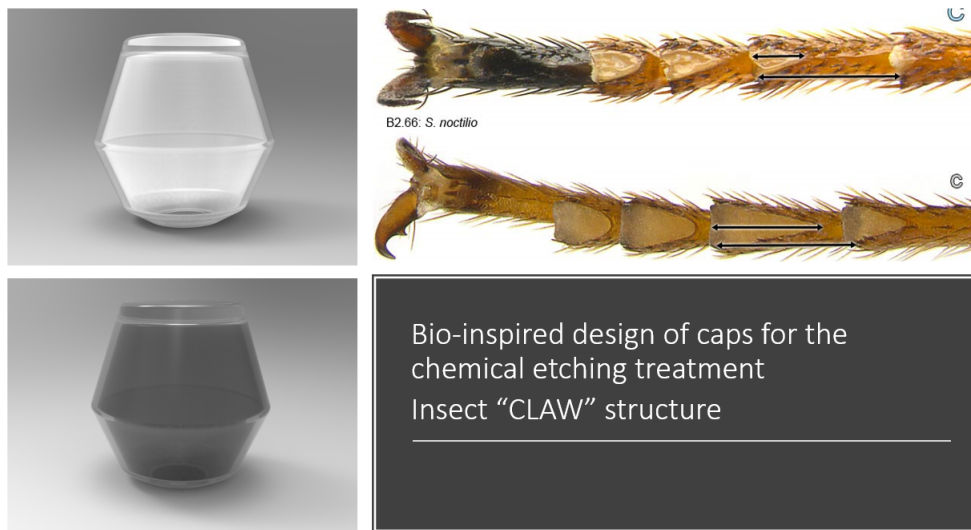 C
B2.66: S. noctilio
C
Bio-inspired design of caps for the
chemical etching treatment
Insect “CLAW” structure